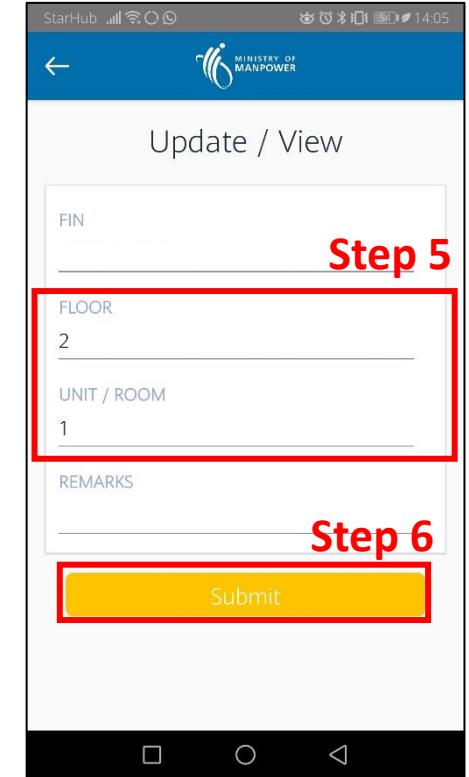 StarHub 54 14:05
MINISTRY OF
MANPOWER
Update / View
FIN
Step 5
FLOOR
2
UNIT / ROOM
1
REMARKS
Step 6
Submit